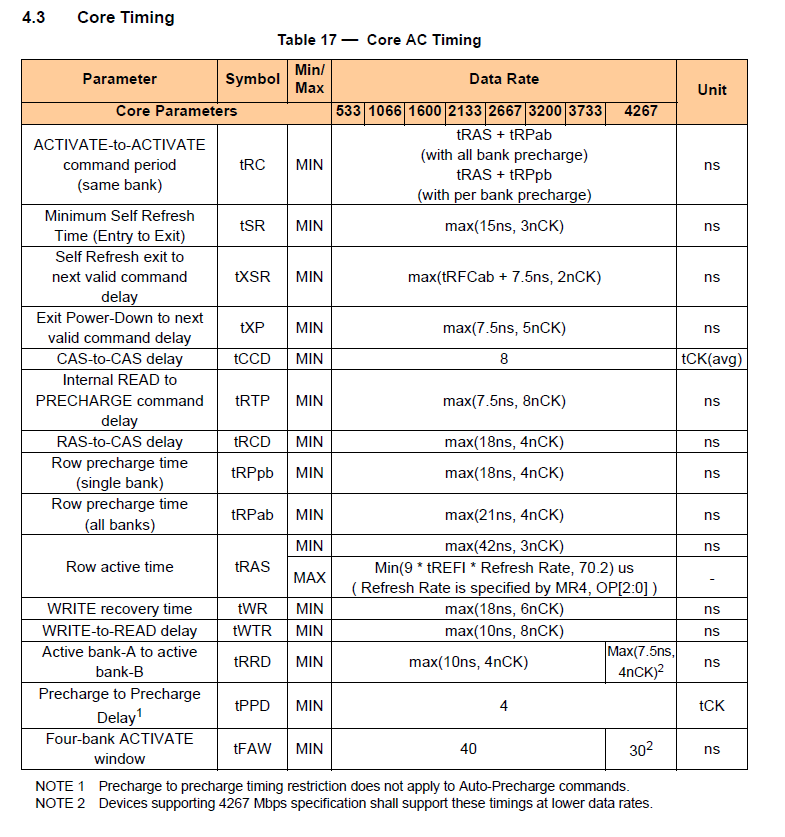 4.3 Core Timing
Table 17 — Core AC Timing
Parameter Symbol Min/ Max Data Rate Unit
Core Parameters 533 1066 1600 2133 2667 3200 3733 4267
ACTIVATE-to-ACTIVATE
command period
(same bank)
tRC MIN
tRAS + tRPab
(with all bank precharge)
tRAS + tRPpb
(with per bank precharge)
ns
Minimum Self Refresh
Time (Entry to Exit)
tSR MIN max(15ns, 3nCK) ns
Self Refresh exit to
next valid command
delay
tXSR MIN max(tRFCab + 7.5ns, 2nCK) ns
Exit Power-Down to next
valid command delay
tXP MIN max(7.5ns, 5nCK) ns
CAS-to-CAS delay tCCD MIN 8 tCK(avg)
Internal READ to
PRECHARGE command
delay
tRTP MIN max(7.5ns, 8nCK) ns
RAS-to-CAS delay tRCD MIN max(18ns, 4nCK) ns
Row precharge time
(single bank)
tRPpb MIN max(18ns, 4nCK) ns
Row precharge time
(all banks)
tRPab MIN max(21ns, 4nCK) ns
Row active time tRAS
MIN max(42ns, 3nCK) ns
MAX
Min(9 * tREFI * Refresh Rate, 70.2) us
( Refresh Rate is specified by MR4, OP[2:0] )
-
WRITE recovery time tWR MIN max(18ns, 6nCK) ns
WRITE-to-READ delay tWTR MIN max(10ns, 8nCK) ns
Active bank-A to active
bank-B
tRRD MIN max(10ns, 4nCK)
Max(7.5ns,
4nCK)2
ns
Precharge to Precharge
Delay1
tPPD MIN 4 tCK
Four-bank ACTIVATE
window
tFAW MIN 40 302 ns
NOTE 1 Precharge to precharge timing restriction does not apply to Auto-Precharge commands.
NOTE 2 Devices supporting 4267 Mbps specification shall support these timings at lower data rates.